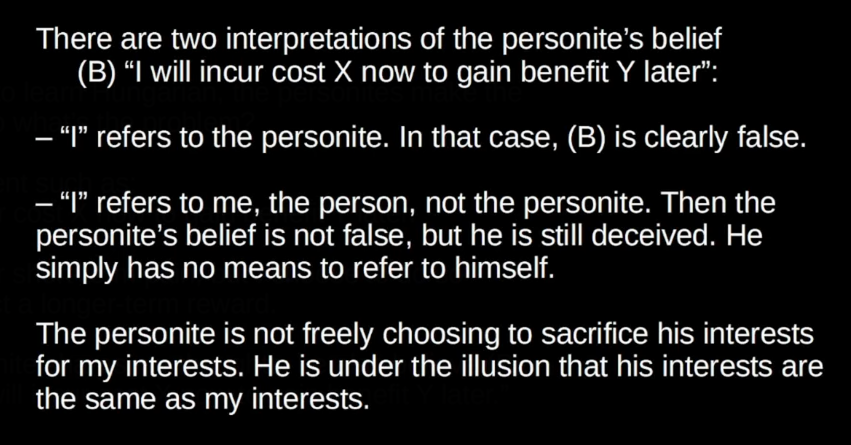 There are two interpretations of the personite’s belief
(B) “I will incur cost X now to gain benefit Y later”:
– “I” refers to the personite. In that case, (B) is clearly false.
– “I” refers to me, the person, not the personite. Then the
personite’s belief is not false, but he is still deceived. He
simply has no means to refer to himself.
The personite is not freely choosing to sacrifice his interests
for my interests. He is under the illusion that his interests are
the same as my interests.